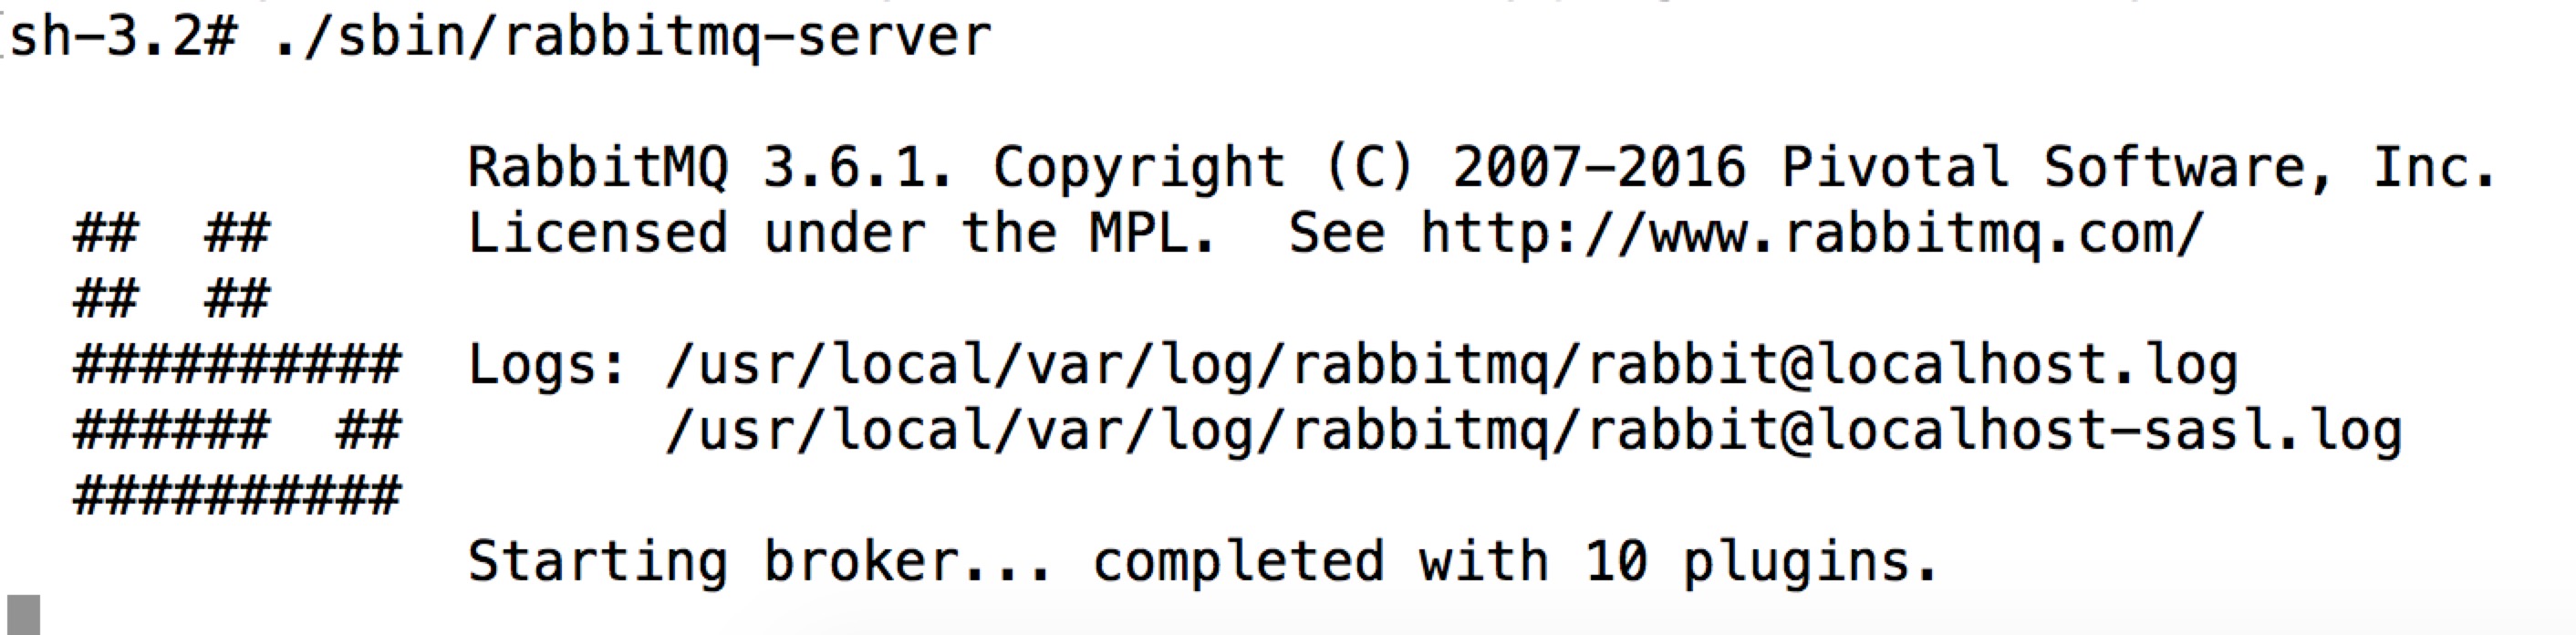 sh-3.2# ./sbin/rabbitmq-server
RabbitMQ 3.6.1. Copyright (C) 2007-2016 Pivotal Software, Inc.
## ## Licensed under the MPL. See http://www.rabbitmq.com/
## ##
########## Logs: /usr/local/var/log/rabbitmq/rabbit@localhost.log
###### ## /usr/local/var/log/rabbitmq/rabbit@localhost-sasl.log
##########
Starting broker... completed with 10 plugins.